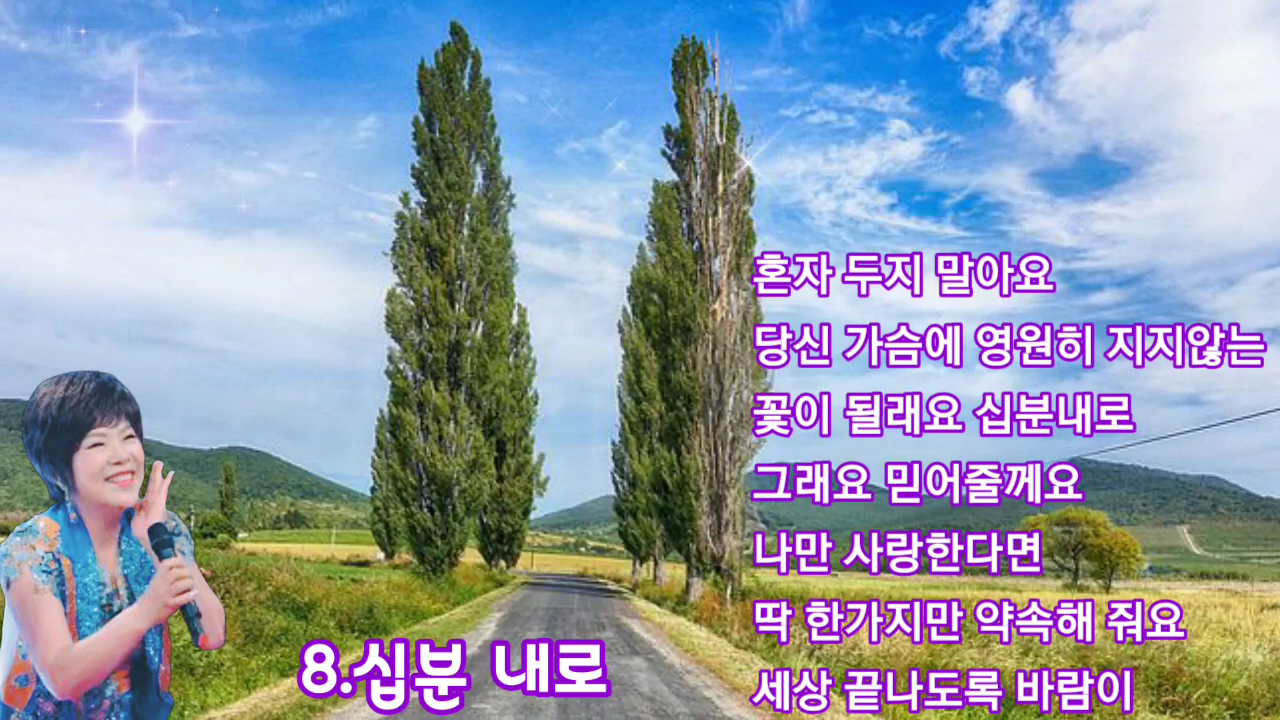 혼자 두지 말아요
당신 가슴에 영원히 지지않는
꽃이 될래요 십분내로
그래요 믿어줄께요
나만 사랑한다면
딱 한가지만 약속해 줘요
세상 끝나도록 바람이
8.십분 내로